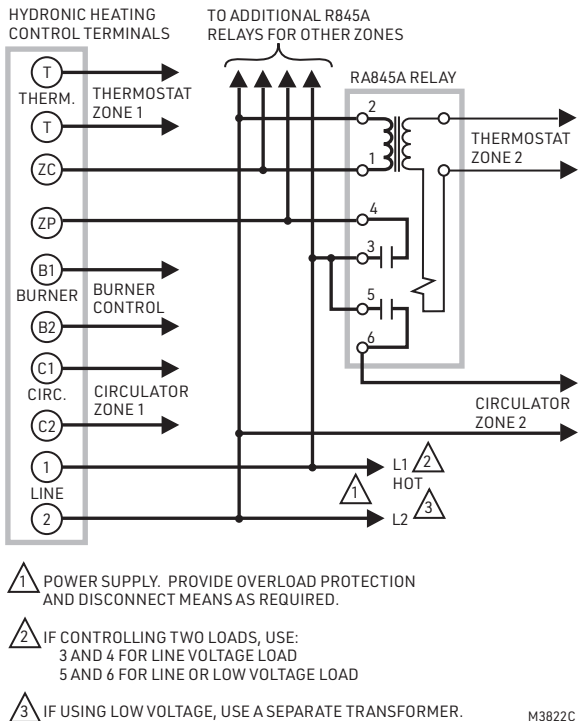 HYDRONIC HEATING
CONTROL TERMINALS
TO ADDITIONAL R845A
RELAYS FOR OTHER ZONES
RA845A RELAY
T
THERM.
T
THERMOSTAT
ZONE 1
ZC
ZP
B1
BURNER
B2
BURNER
CONTROL
C1
CIRC.
C2
CIRCULATOR
ZONE 1
1
LINE
2
2
1
4
3
5
6
THERMOSTAT
ZONE 2
CIRCULATOR
ZONE 2
L1
2
HOT
1
L2
3
1 POWER SUPPLY. PROVIDE OVERLOAD PROTECTION
AND DISCONNECT MEANS AS REQUIRED.
2 IF CONTROLLING TWO LOADS, USE:
3 AND 4 FOR LINE VOLTAGE LOAD
5 AND 6 FOR LINE OR LOW VOLTAGE LOAD
3 IF USING LOW VOLTAGE, USE A SEPARATE TRANSFORMER.
M3822C